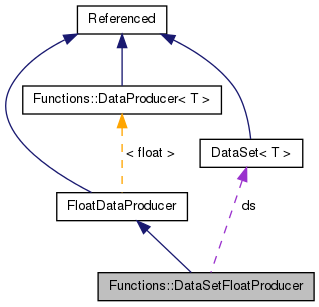 Referenced
Functions::DataProducer< T >
< float >
DataSet< T >
ds
FloatDataProducer
Functions::DataSetFloatProducer